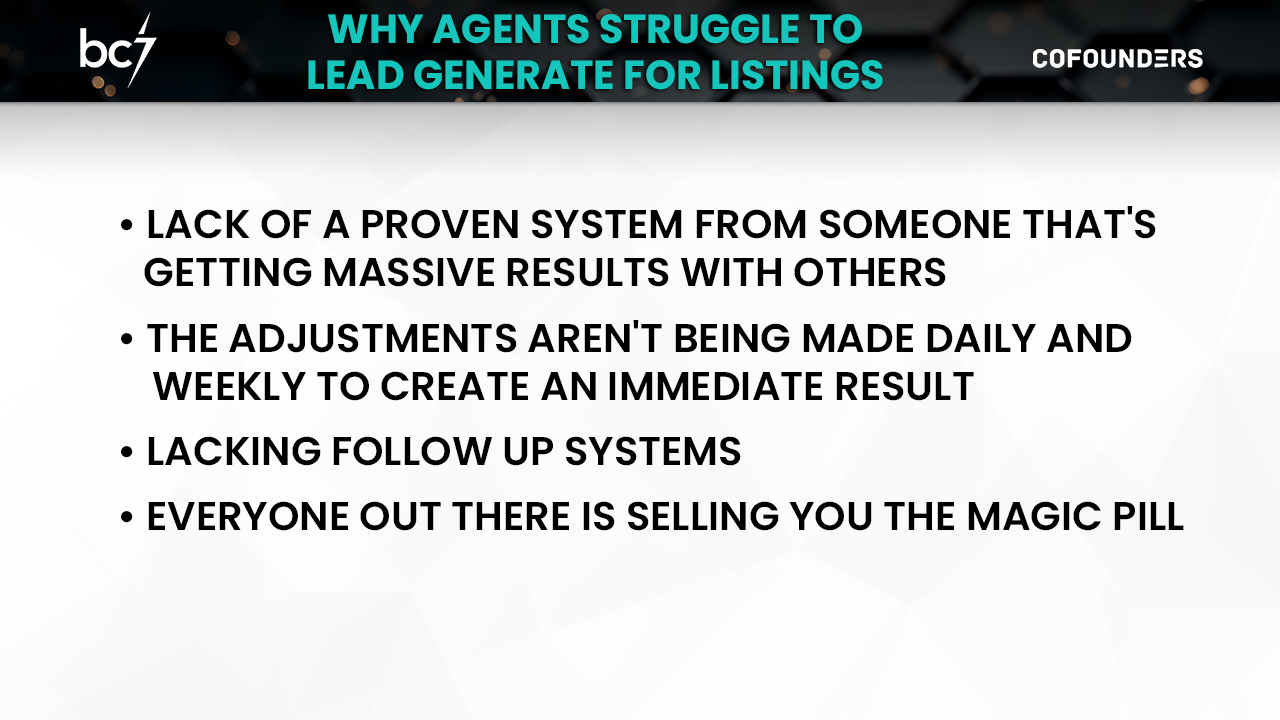 bc7
WHY AGENTS STRUGGLE TO
LEAD GENERATE FOR LISTINGS
COFOUNDERS
• LACK OF A PROVEN SYSTEM FROM SOMEONE THAT'S
GETTING MASSIVE RESULTS WITH OTHERS
• THE ADJUSTMENTS AREN'T BEING MADE DAILY AND
WEEKLY TO CREATE AN IMMEDIATE RESULT
• LACKING FOLLOW UP SYSTEMS
• EVERYONE OUT THERE IS SELLING YOU THE MAGIC PILL